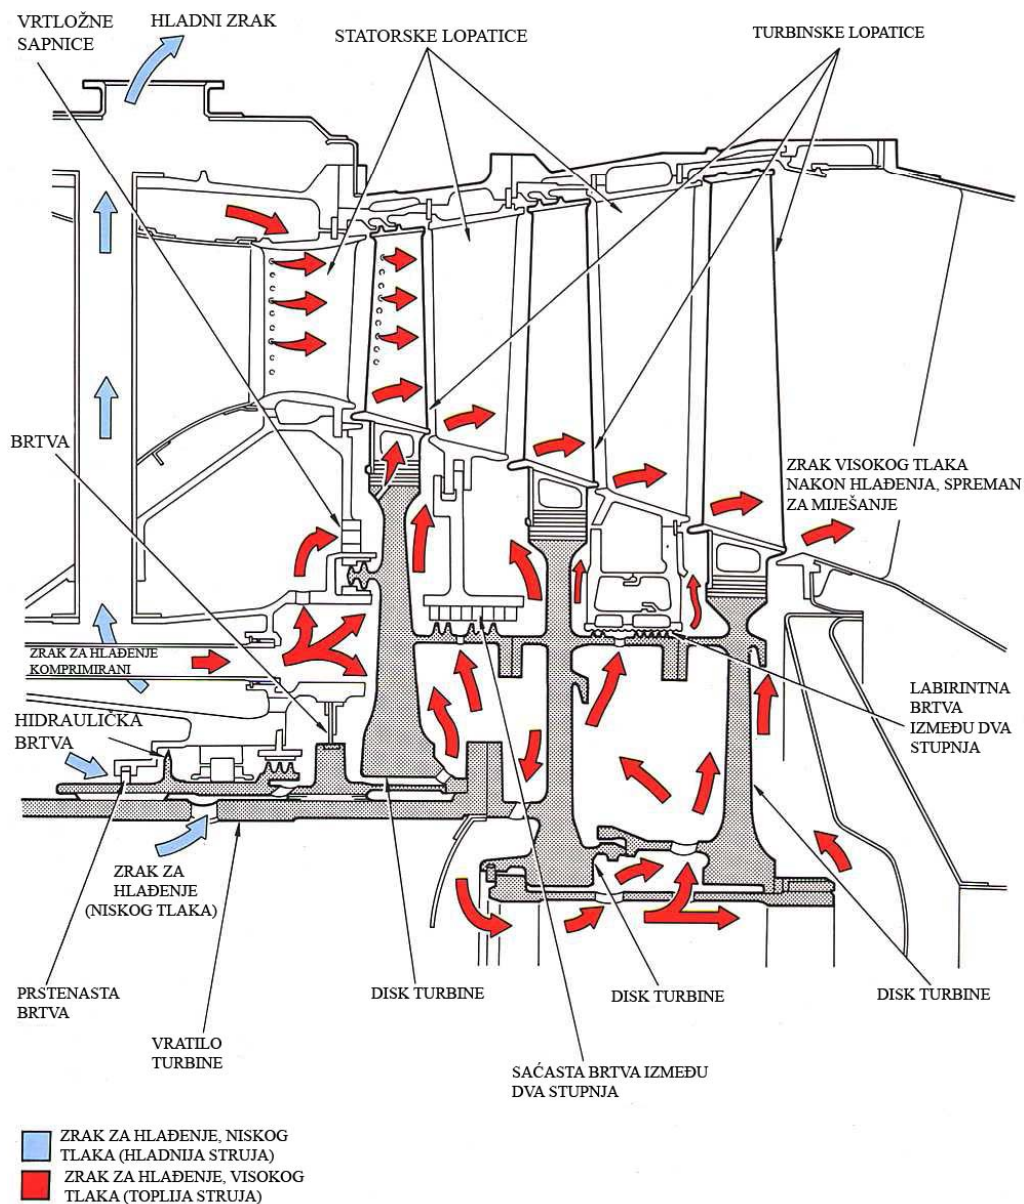 VRTLOŽNE
SAPNICE
HLADNI ZRAK
STATORSKE LOPATICE
TURBINSKE LOPATICE
BRTVA
ZRAK VISOKOG TLAKA
NAKON HLAĐENJA, SPREMAN
ZA MIJEŠANJE
ZRAK ZA HLAĐENJE
KOMPRIMIRANI
LABIRINTNA
BRTVA
IZMEĐU DVA
STUPNJA
HIDRAULIČKA
BRTVA
ZRAK ZA
HLAĐENJE
(NISKOG TLAKA)
PRSTENASTA
BRTVA
DISK TURBINE
DISK TURBINE
DISK TURBINE
VRATILO
TURBINE
SAĆASTA BRTVA IZMEĐU
DVA STUPNJA
ZRAK ZA HLAĐENJE, NISKOG
TLAKA (HLADNIJA STRUJA)
ZRAK ZA HLAĐENJE, VISOKOG
TLAKA (TOPLIJA STRUJA)